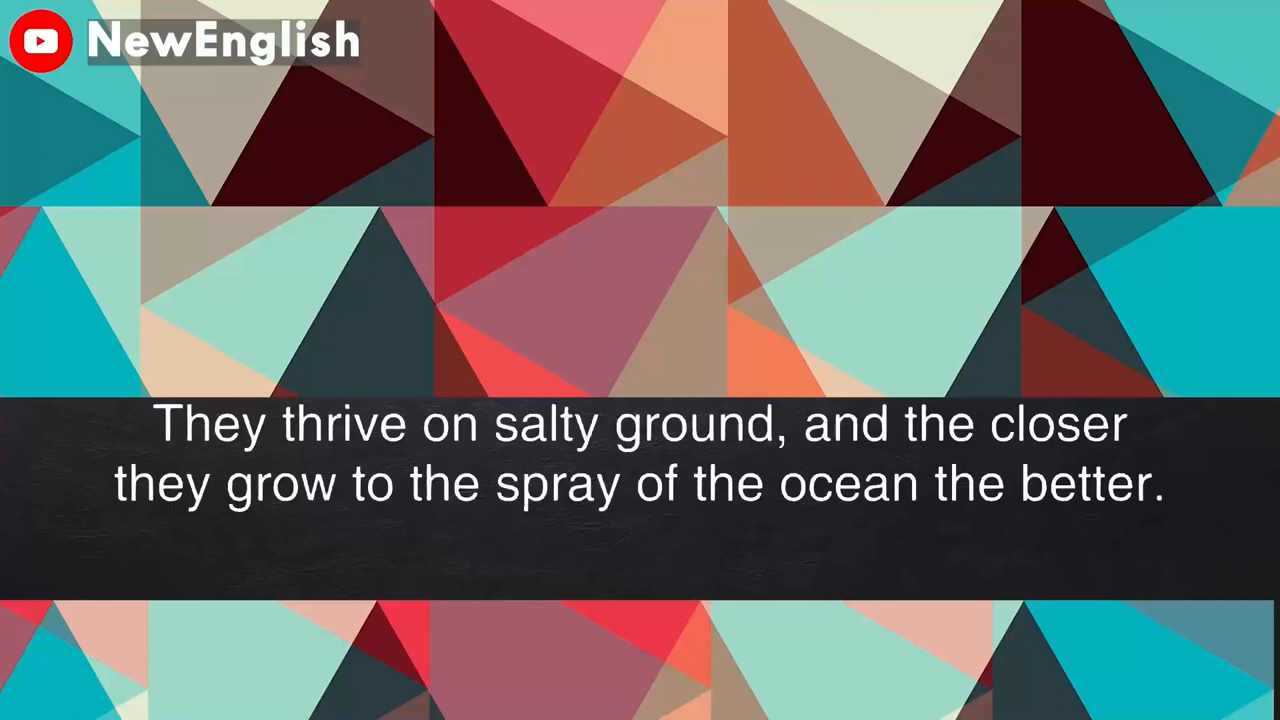 NewEnglish
They thrive on salty ground, and the closer
they grow to the spray of the ocean the better.